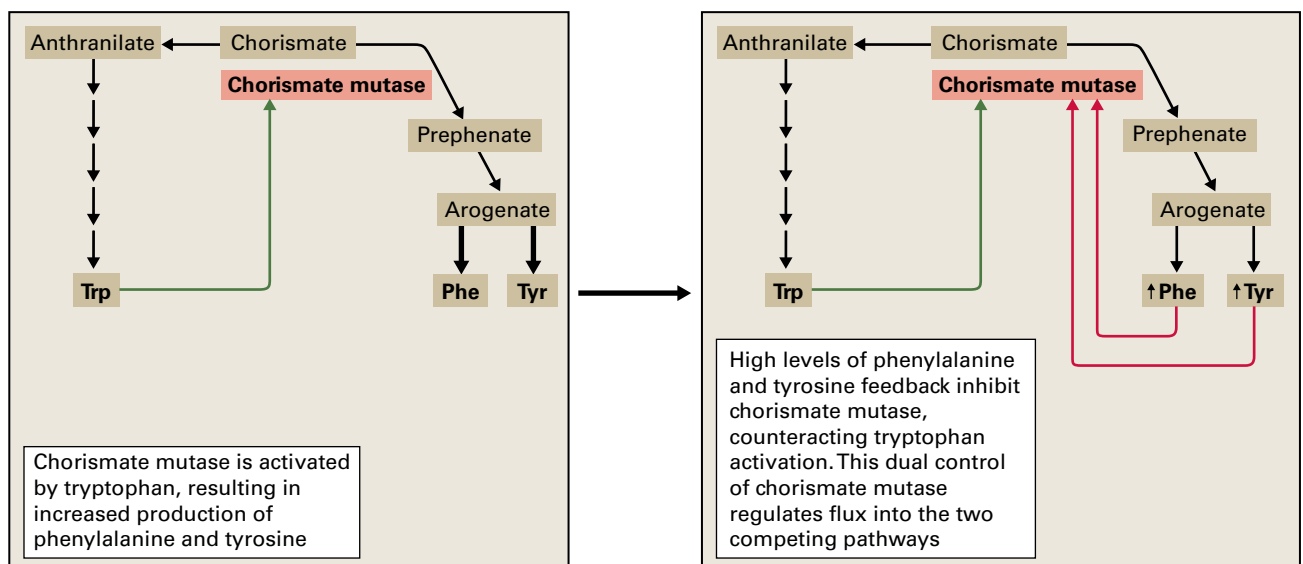 Anthranilate
Chorismate
Chorismate mutase
Prephenate
Arogenate
Trp
Phe
Tyr
Chorismate mutase is activated
by tryptophan, resulting in
increased production of
phenylalanine and tyrosine
Anthranilate
Chorismate
Chorismate mutase
Prephenate
Arogenate
Trp
↑Phe
↑Tyr
High levels of phenylalanine
and tyrosine feedback inhibit
chorismate mutase,
counteracting tryptophan
activation. This dual control
of chorismate mutase
regulates flux into the two
competing pathways